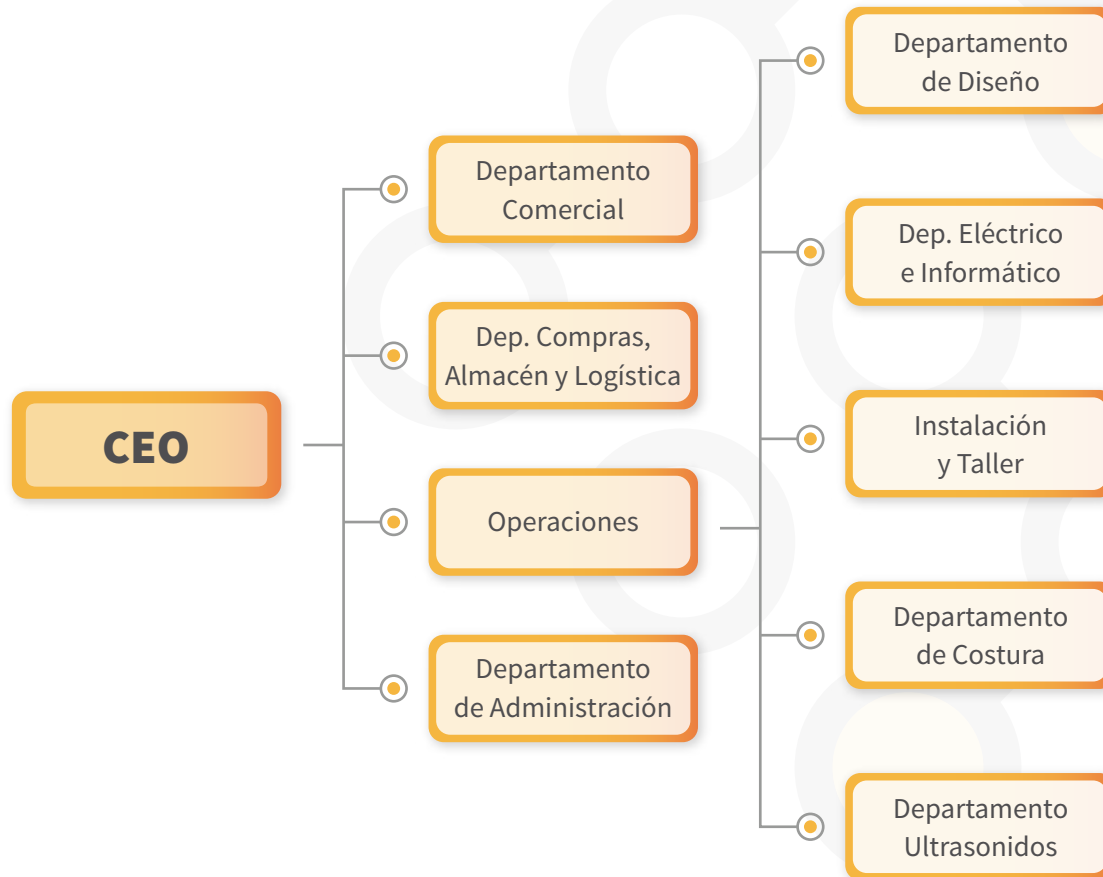 CEO
Departamento
Comercial
Dep. Compras,
Almacén y Logística
Operaciones
Departamento
de Administración
Departamento
de Diseño
Dep. Eléctrico
e Informático
Instalación
y Taller
Departamento
de Costura
Departamento
Ultrasonidos